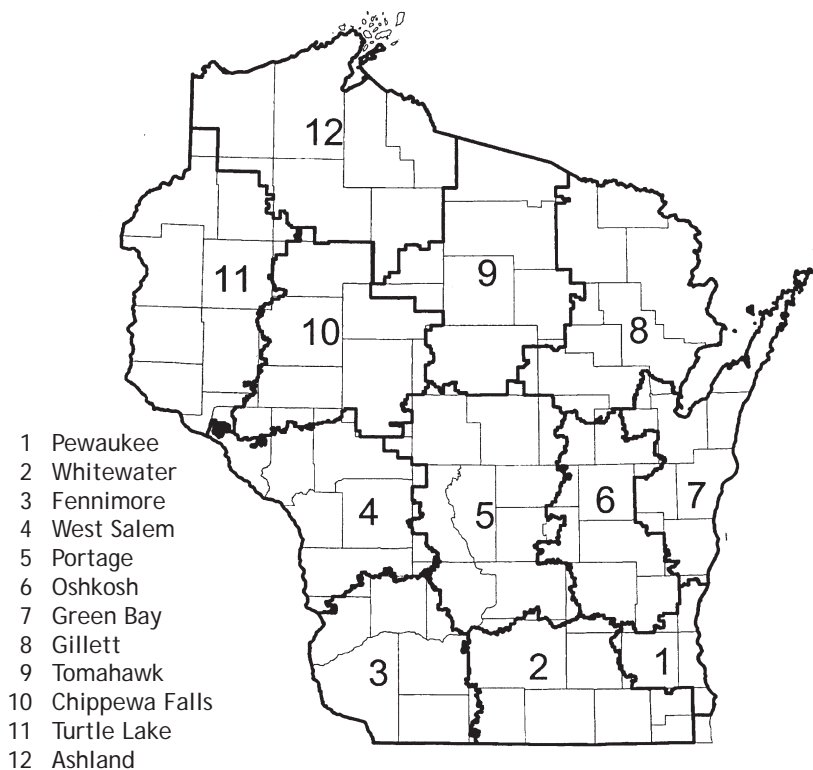 12
11
9
10
8
4
5
6
7
3
2
1
1 Pewaukee
2 Whitewater
3 Fennimore
4 West Salem
5 Portage
6 Oshkosh
7 Green Bay
8 Gillett
9 Tomahawk
10 Chippewa Falls
11 Turtle Lake
12 Ashland